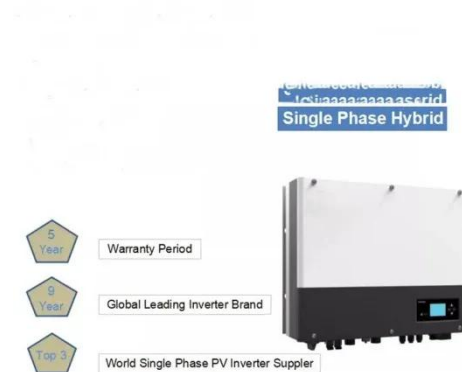 Single Phase Hybrid
5
Year
Warranty Period
9
Year
Global Leading Inverter Brand
Top 3
World Single Phase PV Inverter Suppler